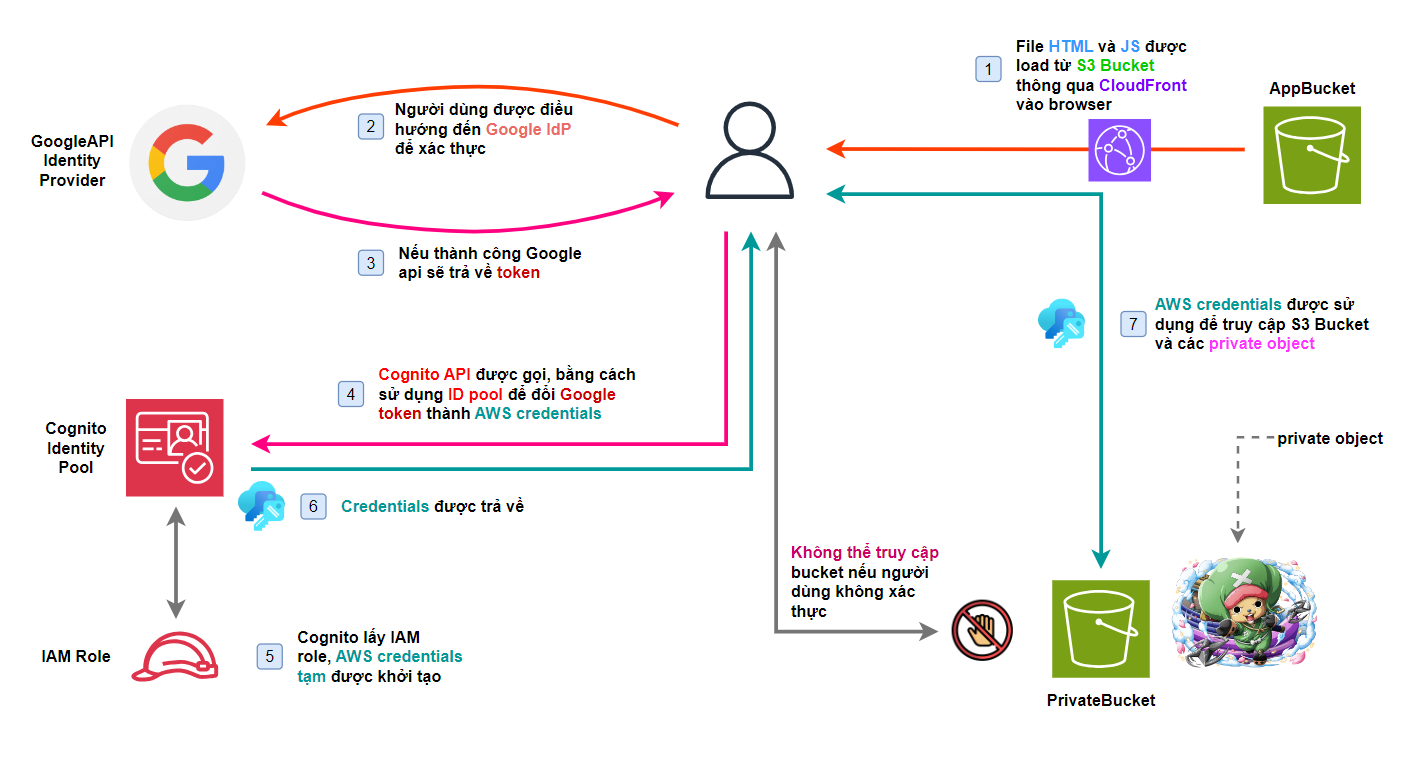 1
File HTML và JS được
load từ S3 Bucket
thông qua CloudFront
vào browser
AppBucket
GoogleAPI
Identity
Provider
2
Người dùng được điều
hướng đến Google IdP
để xác thực
3
Nếu thành công Google
api sẽ trả về token
7
AWS credentials được sử
dụng để truy cập S3 Bucket
và các private object
4
Cognito API được gọi, bằng cách
sử dụng ID pool để đổi Google
token thành AWS credentials
Cognito
Identity
Pool
private object
6
Credentials được trả về
Không thể truy cập
bucket nếu người
dùng không xác
thực
IAM Role
5
Cognito lấy IAM
role, AWS credentials
tạm được khởi tạo
PrivateBucket